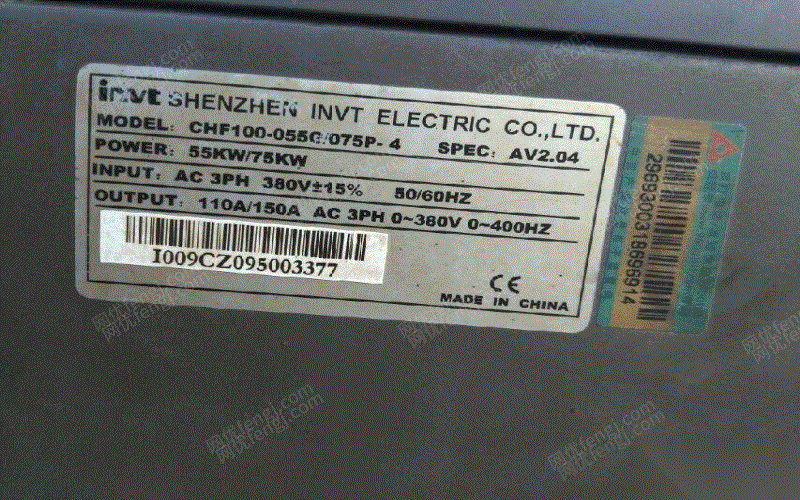 invt SHENZHEN INVT ELECTRIC CO.,LTD.
MODEL: CHF100-055G/075P-4 SPEC: AV2.04
POWER: 55KW/75KW
INPUT: AC 3PH 380V±15% 50/60HZ
OUTPUT: 110A/150A AC 3PH 0~380V 0~400HZ
I009CZ095003377
CE
MADE IN CHINA